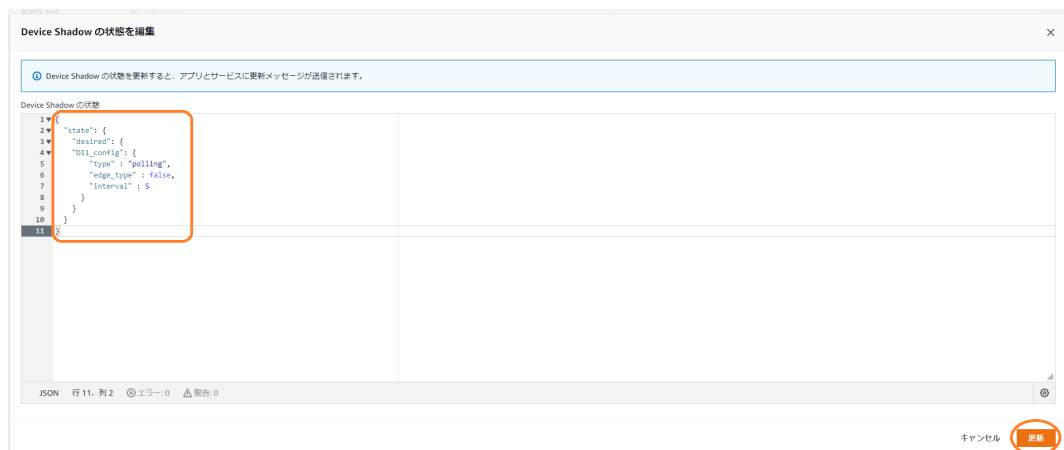 AWS IoT
Device Shadow の状態を編集
Device Shadow の状態を更新すると、アプリとサービスに更新メッセージが送信されます。
Device Shadow の状態
1 {
2 "state": {
3 "desired": {
4 "DI1_config": {
5 "type" : "polling",
6 "edge_type" : false,
7 "interval" : 5
8 }
9 }
10 }
11 }
JSON 行 11、列 2 エラー: 0 警告: 0
キャンセル 更新